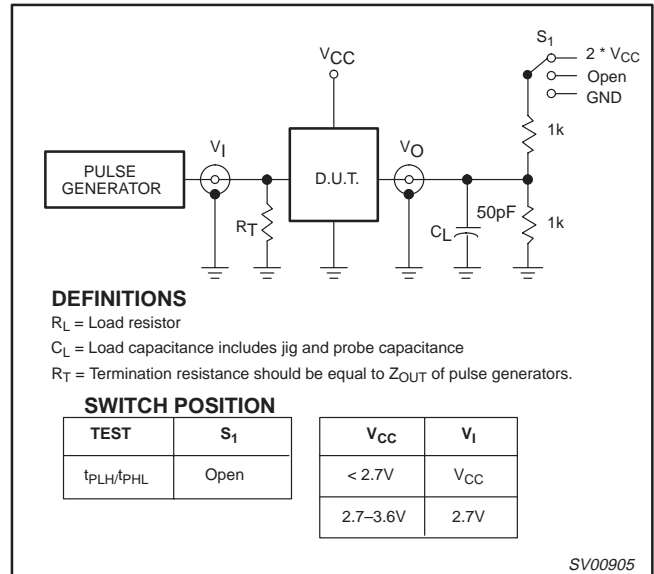 S1
2 * VCC
Open
GND
VCC
1k
VI
VO
PULSE
GENERATOR
D.U.T.
RT
50pF
CL
1k
DEFINITIONS
RL = Load resistor
CL = Load capacitance includes jig and probe capacitance
RT = Termination resistance should be equal to ZOUT of pulse generators.
SWITCH POSITION
TEST S1
tPLH/tPHL Open
VCC VI
< 2.7V VCC
2.7–3.6V 2.7V
SV00905